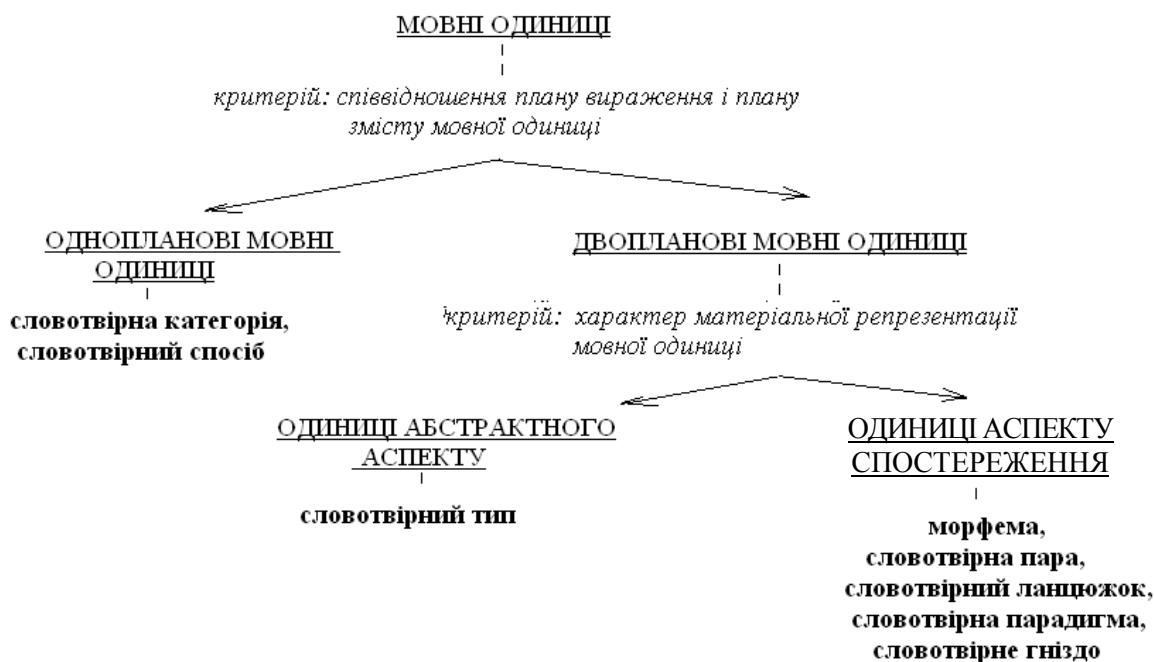 МОВНІ ОДИНИЦІ
критерій: співвідношення плану вираження і плану
змісту мовної одиниці
ОДНОПЛАНОВІ МОВНІ
ОДИНИЦІ
словотвірна категорія,
словотвірний спосіб
ДВОПЛАНОВІ МОВНІ ОДИНИЦІ
критерій: характер матеріальної репрезентації
мовної одиниці
ОДИНИЦІ АБСТРАКТНОГО
АСПЕКТУ
словотвірний тип
ОДИНИЦІ АСПЕКТУ
СПОСТЕРЕЖЕННЯ
морфема,
словотвірна пара,
словотвірний ланцюжок,
словотвірна парадигма,
словотвірне гніздо